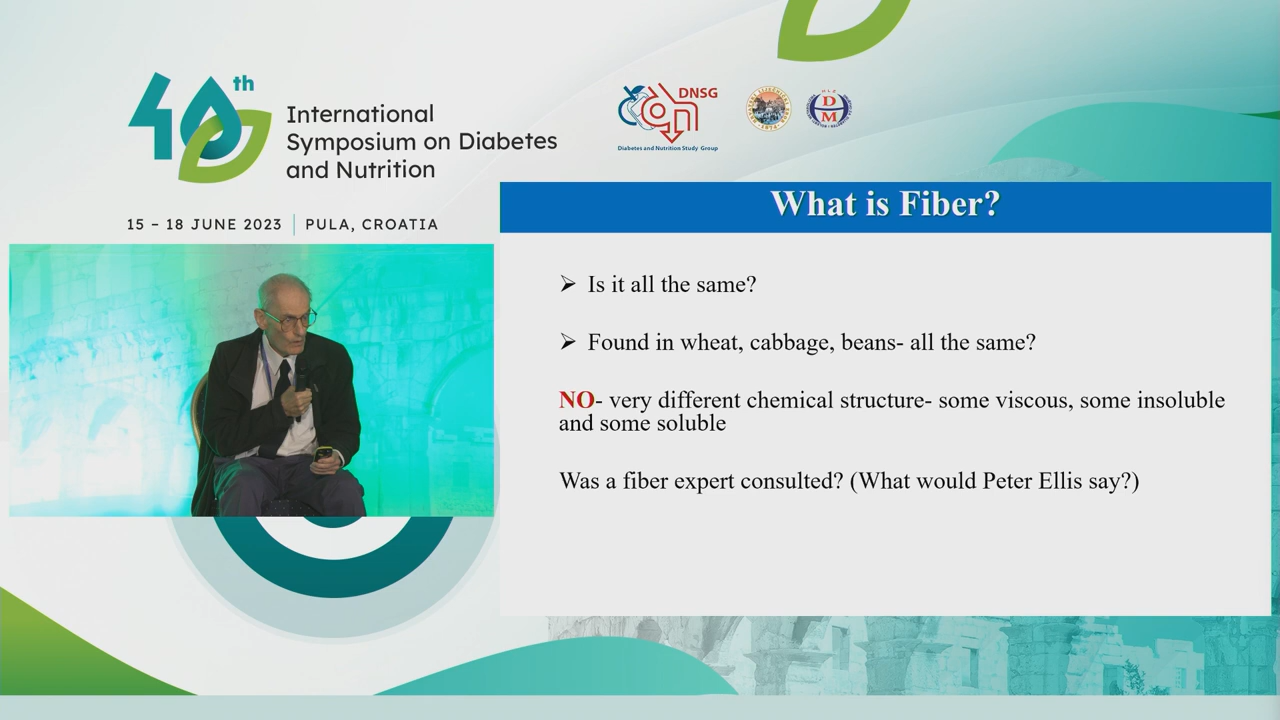 40th
International
Symposium on Diabetes
and Nutrition
15 – 18 JUNE 2023 | PULA, CROATIA
DNSG
Diabetes and Nutrition Study Group
D
M
What is Fiber?
Is it all the same?
Found in wheat, cabbage, beans- all the same?
NO- very different chemical structure- some viscous, some insoluble
and some soluble
Was a fiber expert consulted? (What would Peter Ellis say?)